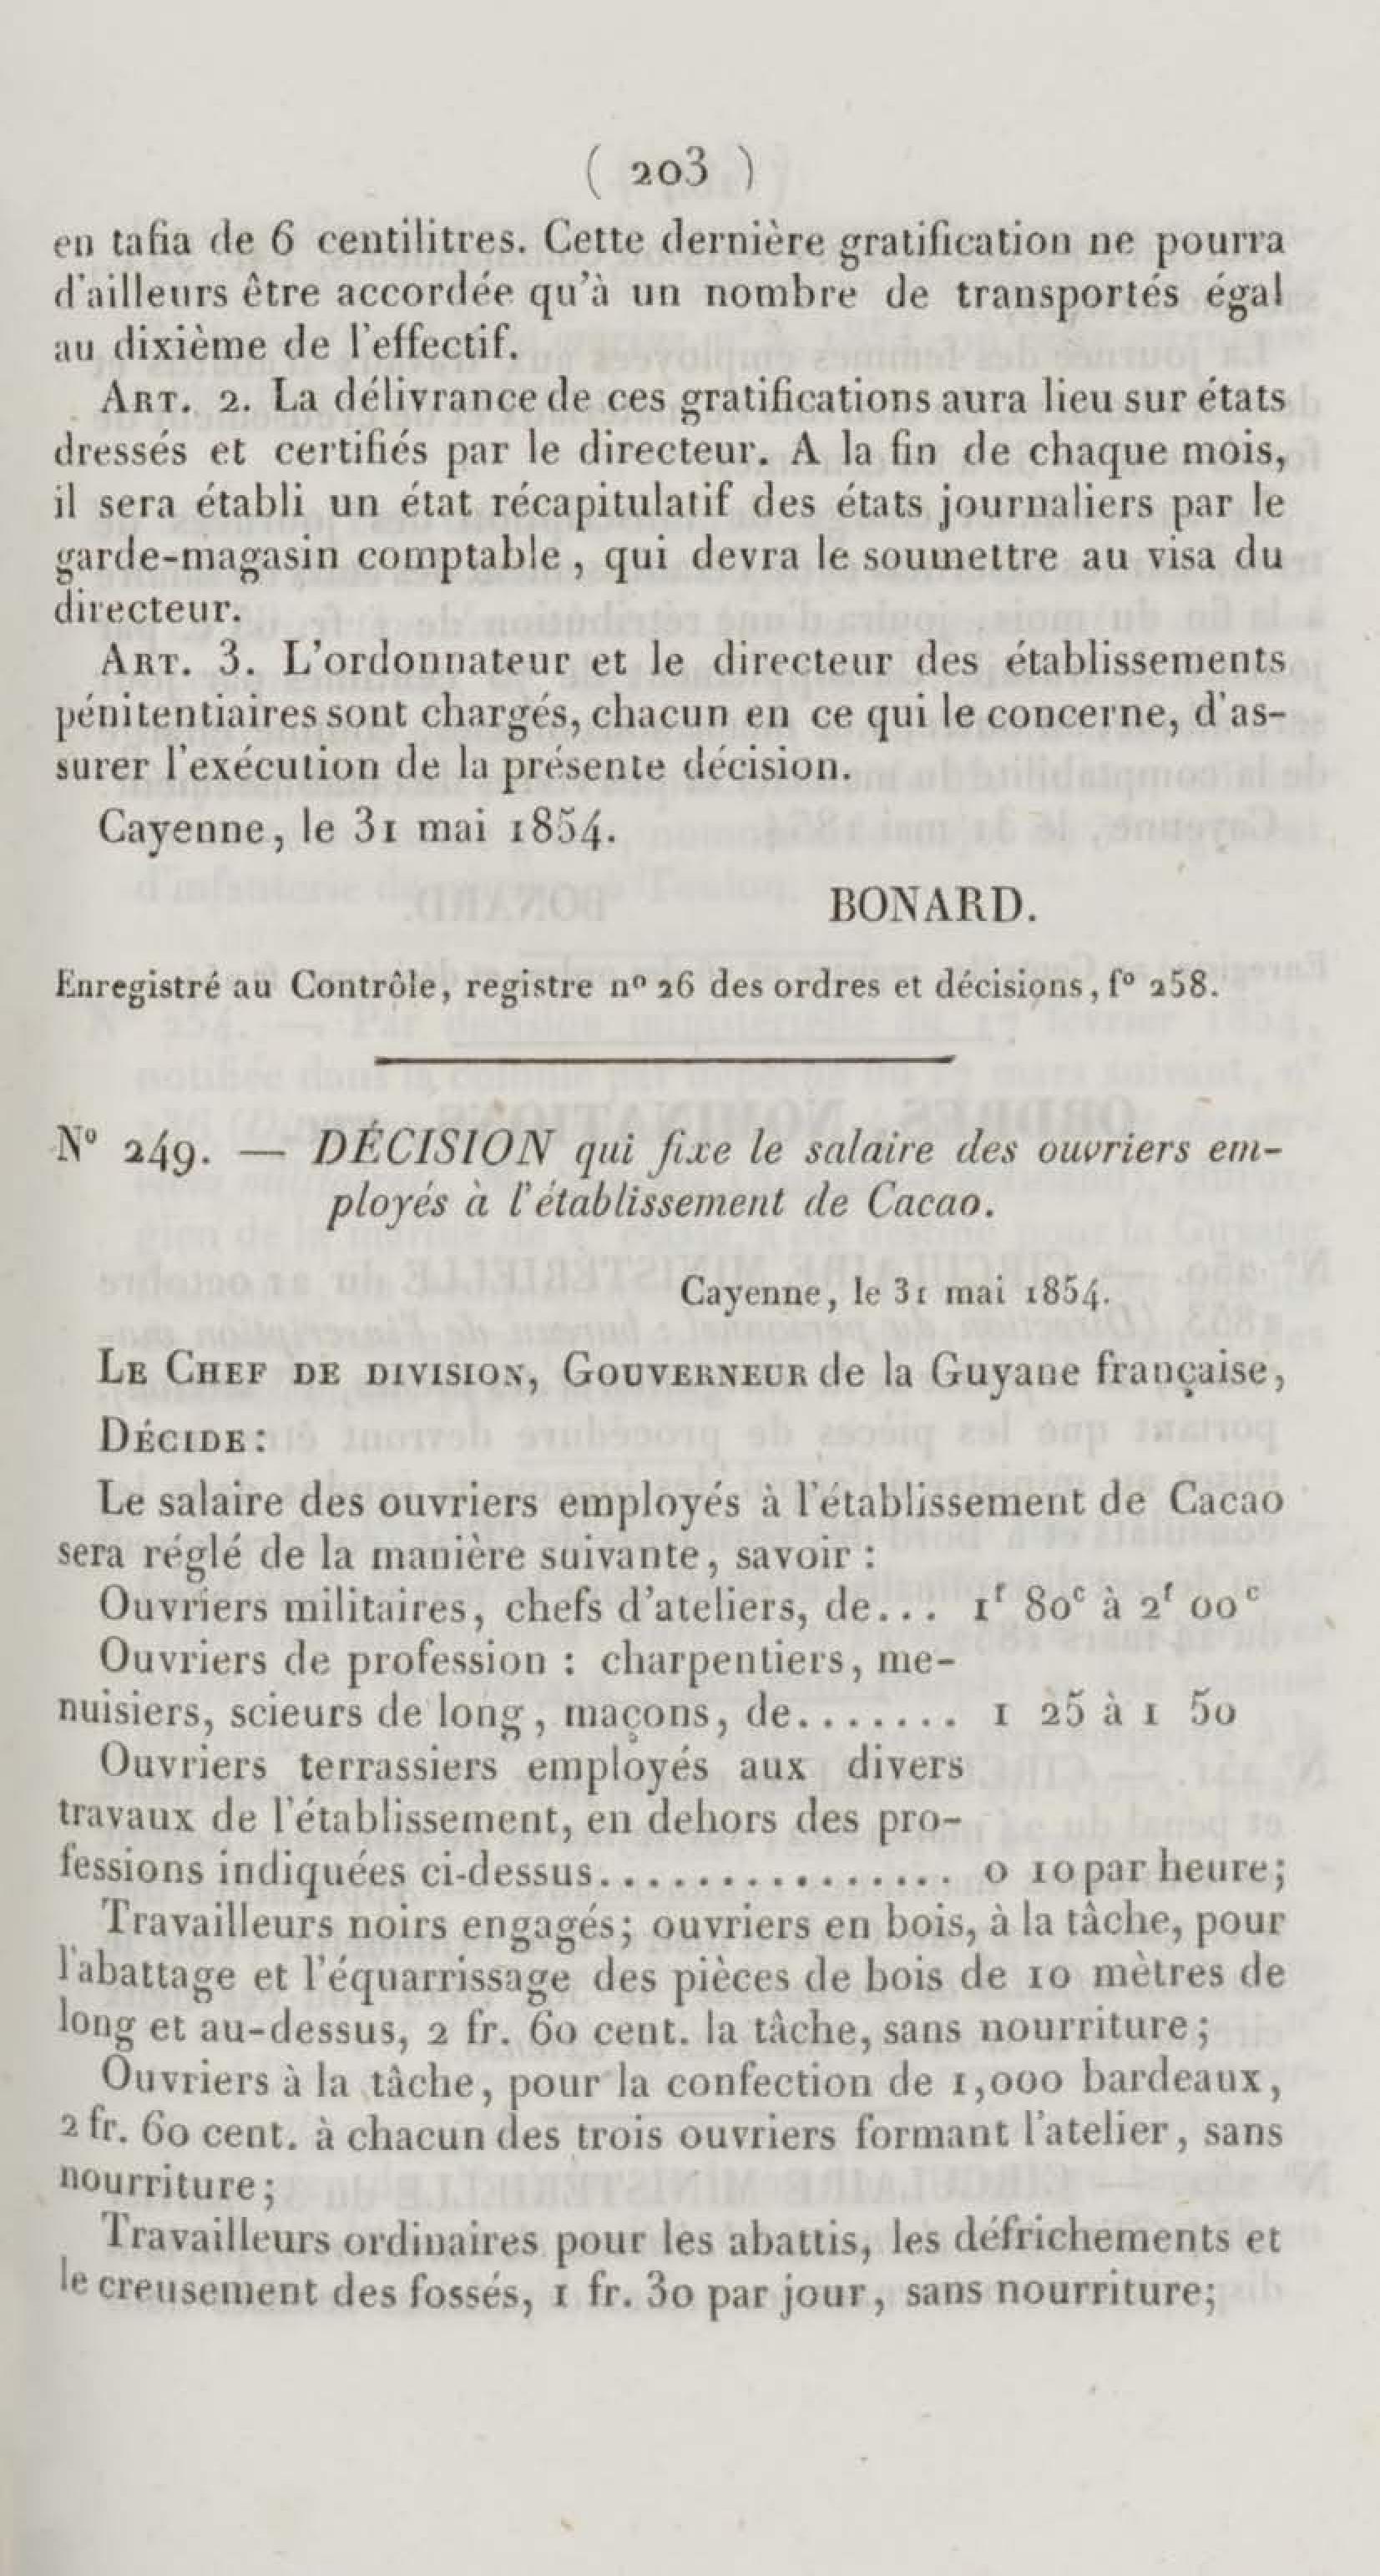 ( 203 )
en tafia de 6 centilitres. Cette dernière gratification ne pourra
d'ailleurs être accordée qu'à un nombre de transportés égal
au dixième de l'effectif.
ART. 2. La délivrance de ces gratifications aura lieu sur états
dressés et certifiés par le directeur. A la fin de chaque mois,
il sera établi un état récapitulatif des états journaliers par le
garde-magasin comptable, qui devra le soumettre au visa du
directeur.
ART. 3. L'ordonnateur et le directeur des établissements
pénitentiaires sont chargés, chacun en ce qui le concerne, d'as-
surer l'exécution de la présente décision.
Cayenne, le 31 mai 1854.
BONARD.
Enregistré au Contrôle, registre nº 26 des ordres et décisions, fº 258.
Nº 249. — DÉCISION qui fixe le salaire des ouvriers em-
ployés à l'établissement de Cacao.
Cayenne, le 31 mai 1854.
LE CHEF DE DIVISION, GOUVERNEUR de la Guyane française,
DÉCIDE:
Le salaire des ouvriers employés à l'établissement de Cacao
sera réglé de la manière suivante, savoir :
Ouvriers militaires, chefs d'ateliers, de... 1f 80c à 2f 00c
Ouvriers de profession : charpentiers, me-
nuisiers, scieurs de long, maçons, de....... 1 25 à 1 50
Ouvriers terrassiers employés aux divers
travaux de l'établissement, en dehors des pro-
fessions indiquées ci-dessus............... 0 10 par heure;
Travailleurs noirs engagés; ouvriers en bois, à la tâche, pour
l'abattage et l'équarrissage des pièces de bois de 10 mètres de
long et au-dessus, 2 fr. 60 cent. la tâche, sans nourriture;
Ouvriers à la tâche, pour la confection de 1,000 bardeaux,
2 fr. 60 cent. à chacun des trois ouvriers formant l'atelier, sans
nourriture;
Travailleurs ordinaires pour les abattis, les défrichements et
le creusement des fossés, 1 fr. 30 par jour, sans nourriture;